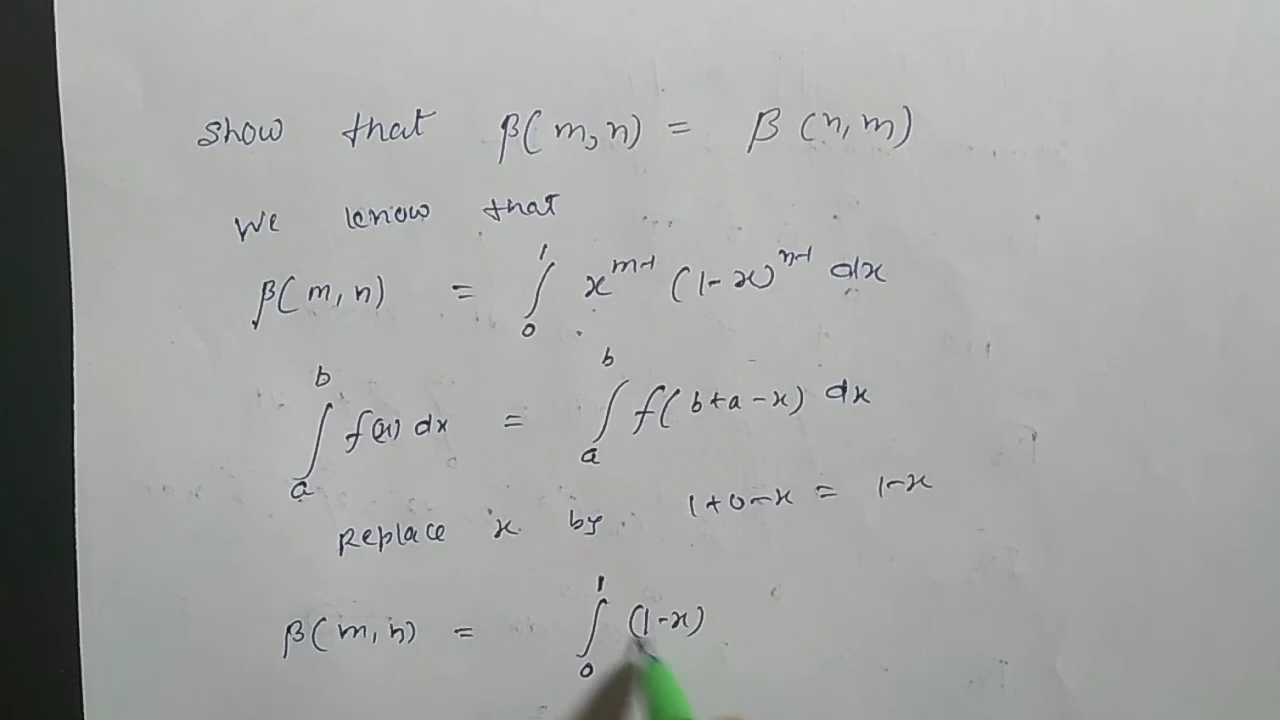 show that β(m,n) = β(n,m)
We know that
β(m,n) = ∫₀¹ x^(m-1) (1-x)^(n-1) dx
∫ₐᵇ f(x) dx = ∫ₐᵇ f(b+a-x) dx
Replace x by 1+0-x = 1-x
β(m,n) = ∫₀¹ (1-x)